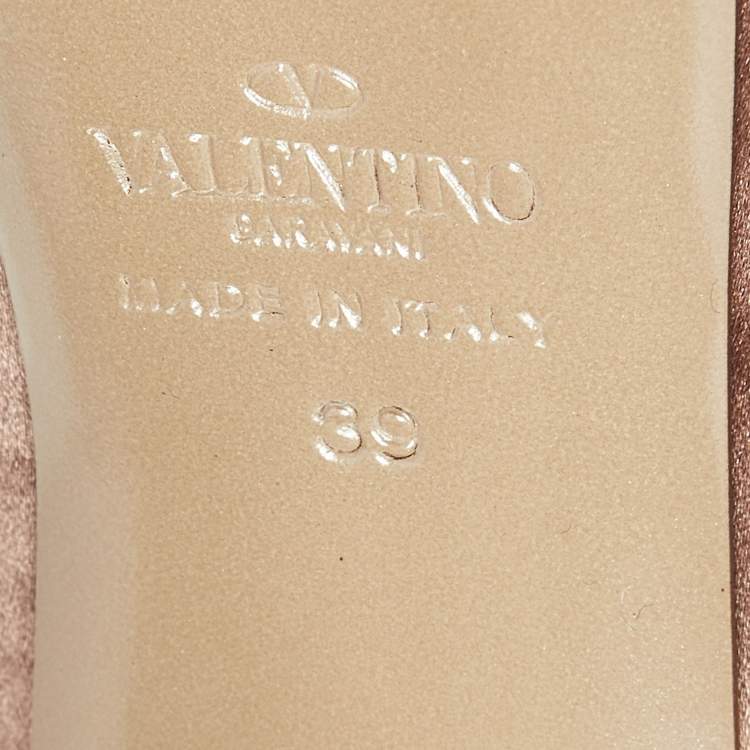 V
VALENTINO
GARAVANI
MADE IN ITALY
39